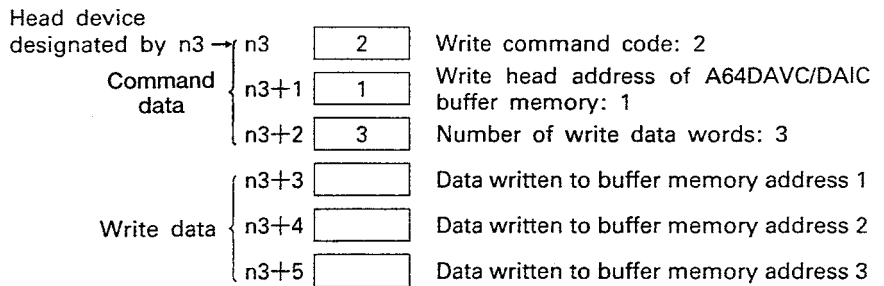 Head device
designated by n3 → n3 2 Write command code: 2
Command data n3+1 1 Write head address of A64DAVC/DAIC
buffer memory: 1
n3+2 3 Number of write data words: 3
n3+3 Data written to buffer memory address 1
Write data n3+4 Data written to buffer memory address 2
n3+5 Data written to buffer memory address 3